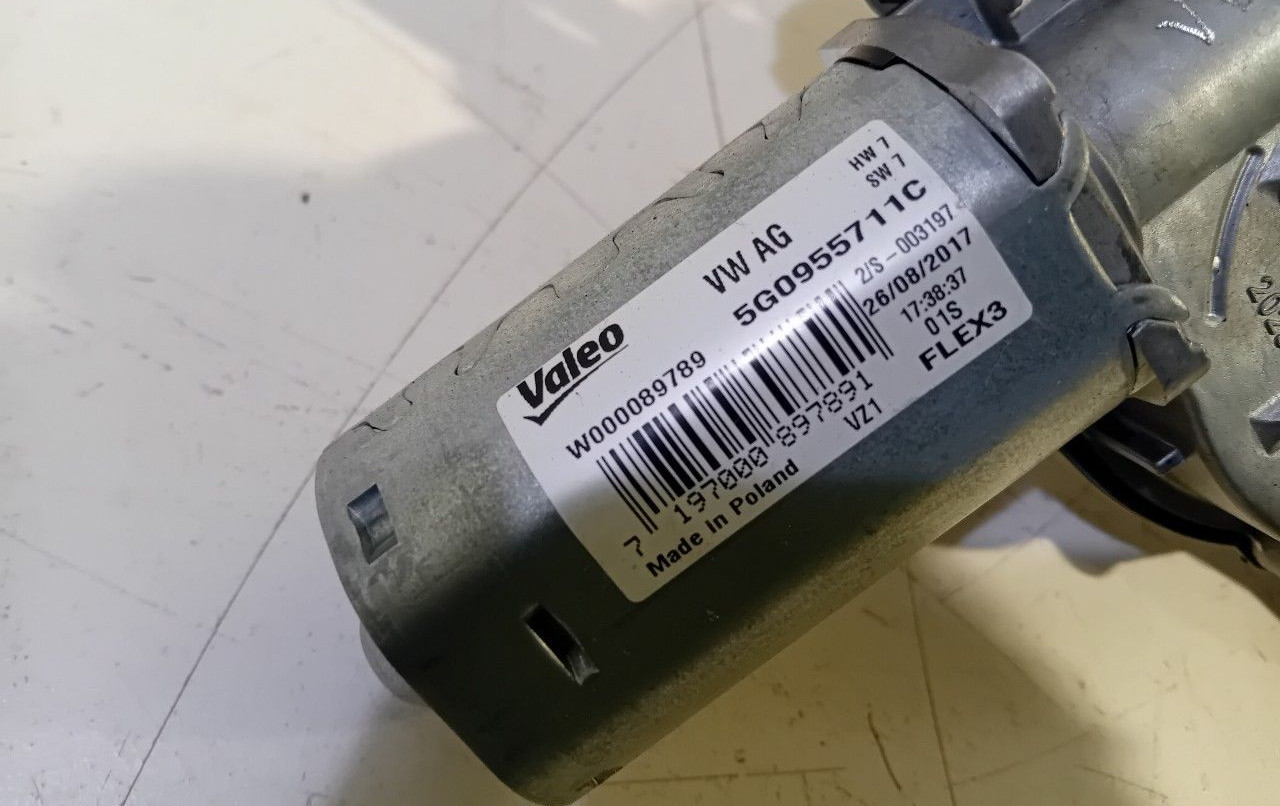 Valeo
VW AG
HW 7
SW 7
5G0955711C
W000089789
2/S-003197
26/08/2017
17:38:37
01S
FLEX3
7 197000 897891
VZ1
Made in Poland